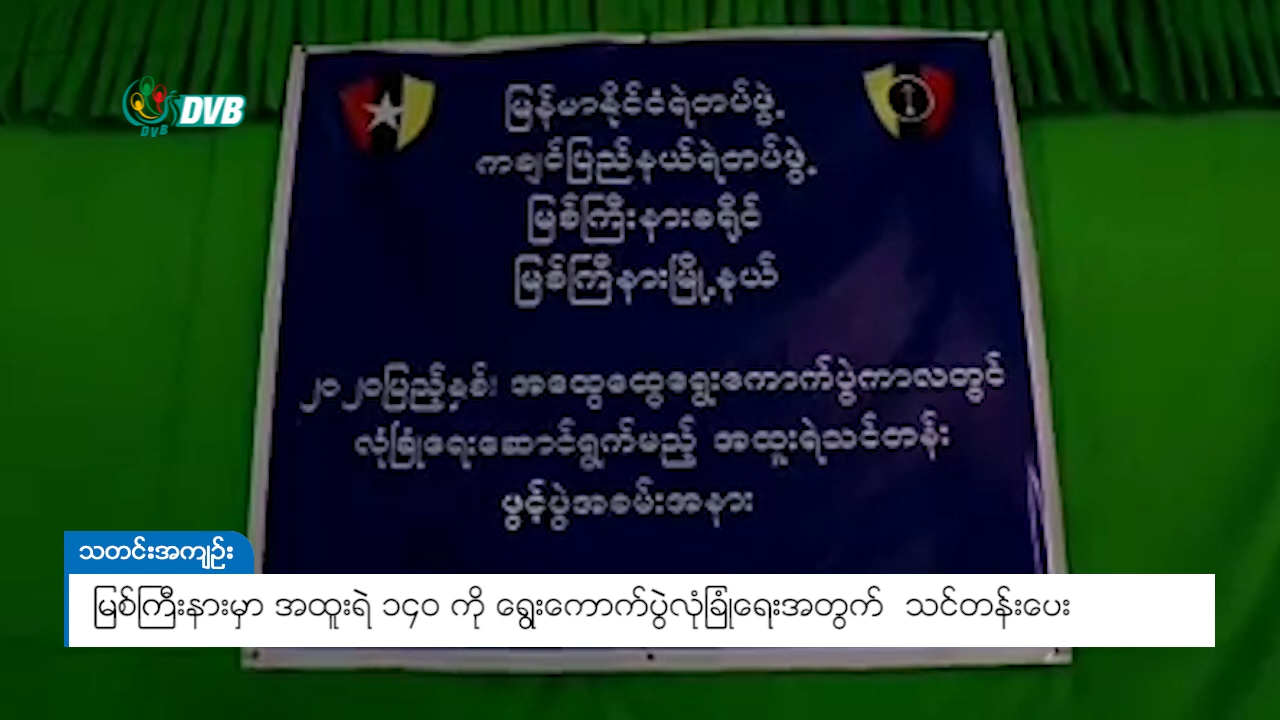 DVB
DVB
မြန်မာနိုင်ငံရဲတပ်ဖွဲ့
ကချင်ပြည်နယ်ရဲတပ်ဖွဲ့
မြစ်ကြီးနားခရိုင်
မြစ်ကြီးနားမြို့နယ်
၂၀၂၀ပြည့်နှစ်၊ အထွေထွေရွေးကောက်ပွဲကာလတွင်
လုံခြုံရေးဆောင်ရွက်မည့် အထူးရဲသင်တန်း
ဖွင့်ပွဲအခမ်းအနား
သတင်းအကျဉ်း
မြစ်ကြီးနားမှာ အထူးရဲ ၁၄၀ ကို ရွေးကောက်ပွဲလုံခြုံရေးအတွက် သင်တန်းပေး